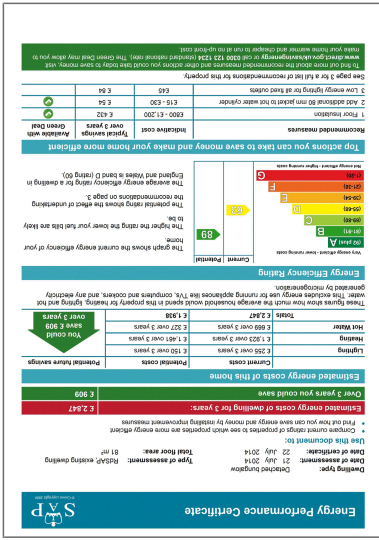 Energy Performance Certificate
SAP
Dwelling type: Detached bungalow
Date of assessment: 21 July 2014
Date of certificate: 22 July 2014
Type of assessment: RdSAP, existing dwelling
Total floor area: 81 m²
Use this document to:
• Compare current ratings of properties to see which properties are more energy efficient
• Find out how you can save energy and money by installing improvement measures
Estimated energy costs of dwelling for 3 years: £ 2,847
Over 3 years you could save £ 909
Estimated energy costs of this home
Current costs Potential costs Potential future savings
Lighting £ 255 over 3 years £ 150 over 3 years
Heating £ 1,923 over 3 years £ 1,461 over 3 years
Hot Water £ 669 over 3 years £ 327 over 3 years
Totals £ 2,847 £ 1,938
You could
save £ 909
over 3 years
These figures show how much the average household would spend in this property for heating, lighting and hot
water. This excludes energy use for running appliances like TVs, computers and cookers, and any electricity
generated by microgeneration.
Energy Efficiency Rating
Current Potential
Very energy efficient - lower running costs
(92 plus) A
(81-91) B
(69-80) C
(55-68) D
(39-54) E
(21-38) F
(1-20) G
Not energy efficient - higher running costs
89
The graph shows the current energy efficiency of your
home.
The higher the rating the lower your fuel bills are likely
to be.
The potential rating shows the effect of undertaking
the recommendations on page 3.
The average energy efficiency rating for a dwelling in
England and Wales is band D (rating 60).
Top actions you can take to save money and make your home more efficient
Recommended measures Indicative cost Typical savings over 3 years Available with Green Deal
1 Floor insulation £800 - £1,200 £ 432
2 Add additional 80 mm jacket to hot water cylinder £15 - £30 £ 54
3 Low energy lighting for all fixed outlets £45 £ 84
See page 3 for a full list of recommendations for this property.
To find out more about the recommended measures and other actions you could take today to save money, visit
www.direct.gov.uk/savingenergy or call 0300 123 1234 (standard national rate). The Green Deal may allow you to
make your home warmer and cheaper to run at no up-front cost.